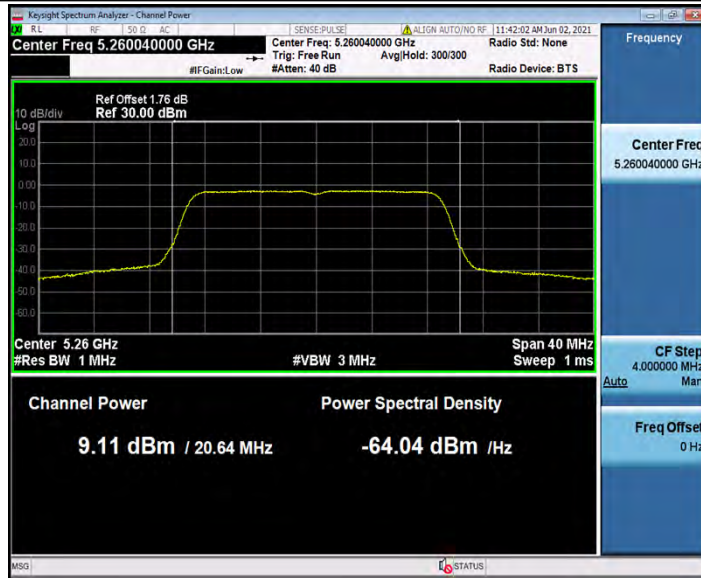 Keysight Spectrum Analyzer - Channel Power
RL RF 50 Ω AC SENSE:PULSE ALIGN AUTO/NO RF 11:42:02 AM Jun 02, 2021
Center Freq 5.260040000 GHz Center Freq: 5.260040000 GHz Radio Std: None
Trig: Free Run Avg|Hold: 300/300
#IFGain:Low #Atten: 40 dB Radio Device: BTS
Ref Offset 1.76 dB
10 dB/div Ref 30.00 dBm
Log
20.0
10.0
0.00
-10.0
-20.0
-30.0
-40.0
-50.0
-60.0
Center 5.26 GHz Span 40 MHz
#Res BW 1 MHz #VBW 3 MHz Sweep 1 ms
Channel Power Power Spectral Density
9.11 dBm / 20.64 MHz -64.04 dBm /Hz
MSG STATUS
Frequency
Center Freq
5.260040000 GHz
CF Step
4.000000 MHz
Auto Man
Freq Offset
0 Hz